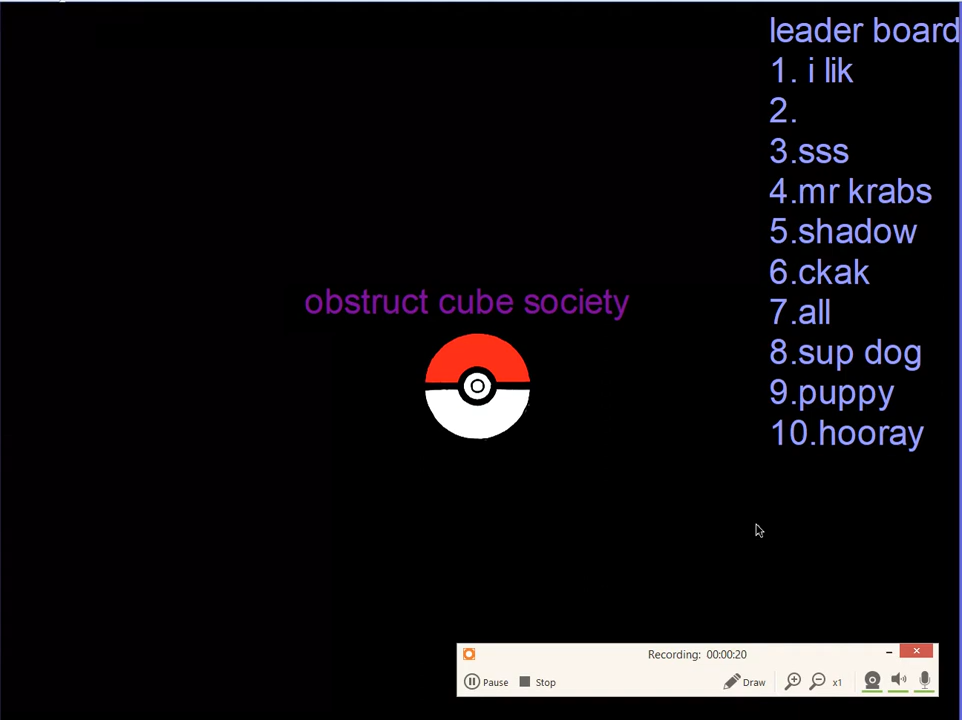 leader board
1. i lik
2.
3.sss
4.mr krabs
5.shadow
6.ckak
7.all
8.sup dog
9.puppy
10.hooray
obstruct cube society
Recording: 00:00:20
Pause Stop Draw x1